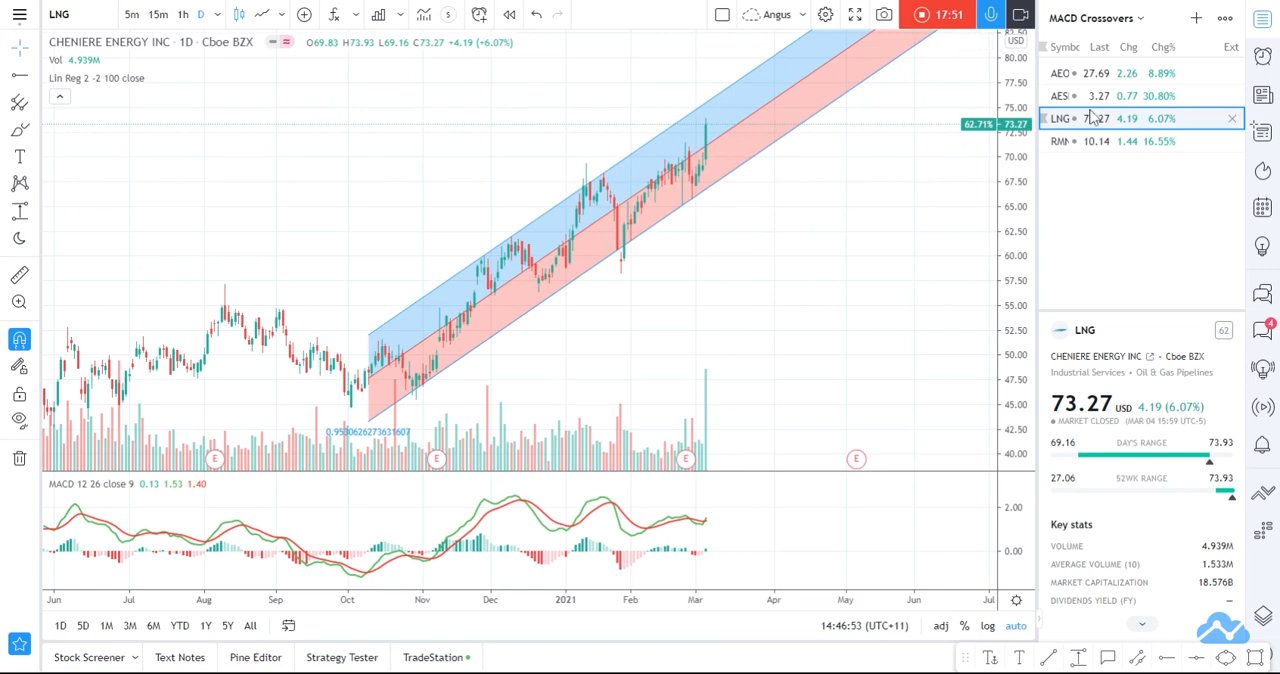 LNG 5m 15m 1h D Angus 17:51
CHENIERE ENERGY INC · 1D · Cboe BZX O69.83 H73.93 L69.16 C73.27 +4.19 (+6.07%)
Vol 4.939M
Lin Reg 2 -2 100 close
USD
80.00
77.50
75.00
62.71% 73.27
72.50
70.00
67.50
65.00
62.50
60.00
57.50
55.00
52.50
50.00
47.50
45.00
42.50
40.00
E E E E
MACD 12 26 close 9 0.13 1.53 1.40
2.00
0.00
Jun Jul Aug Sep Oct Nov Dec 2021 Feb Mar Apr May Jun Jul
1D 5D 1M 3M 6M YTD 1Y 5Y All 14:46:53 (UTC+11) adj % log auto
Stock Screener Text Notes Pine Editor Strategy Tester TradeStation
MACD Crossovers
Symbc Last Chg Chg% Ext
AEO 27.69 2.26 8.89%
AES 3.27 0.77 30.80%
LNG 4.19 6.07%
10.14 1.44 16.55%
LNG 62
CHENIERE ENERGY INC · Cboe BZX
Industrial Services · Oil & Gas Pipelines
73.27 USD 4.19 (6.07%)
MARKET CLOSED (MAR 04 15:59 UTC-5)
69.16 DAY'S RANGE 73.93
27.06 52WK RANGE 73.93
Key stats
VOLUME 4.939M
AVERAGE VOLUME (10) 1.533M
MARKET CAPITALIZATION 18.576B
DIVIDENDS YIELD (FY) —
4